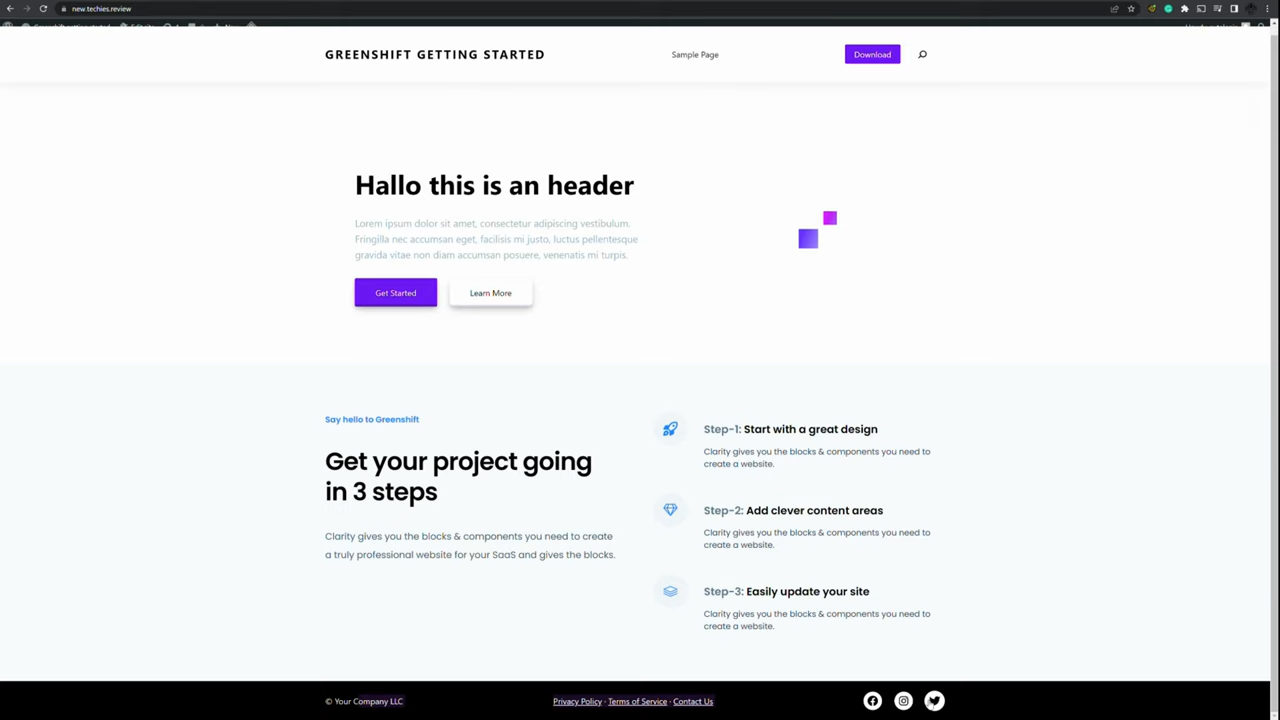 new.techies.review
GREENSHIFT GETTING STARTED
Sample Page
Download
Hallo this is an header
Lorem ipsum dolor sit amet, consectetur adipiscing vestibulum.
Fringilla nec accumsan eget, facilisis mi justo, luctus pellentesque
gravida vitae non diam accumsan posuere, venenatis mi turpis.
Get Started
Learn More
Say hello to Greenshift
Get your project going
in 3 steps
Clarity gives you the blocks & components you need to create
a truly professional website for your SaaS and gives the blocks.
Step-1: Start with a great design
Clarity gives you the blocks & components you need to
create a website.
Step-2: Add clever content areas
Clarity gives you the blocks & components you need to
create a website.
Step-3: Easily update your site
Clarity gives you the blocks & components you need to
create a website.
© Your Company LLC
Privacy Policy · Terms of Service · Contact Us